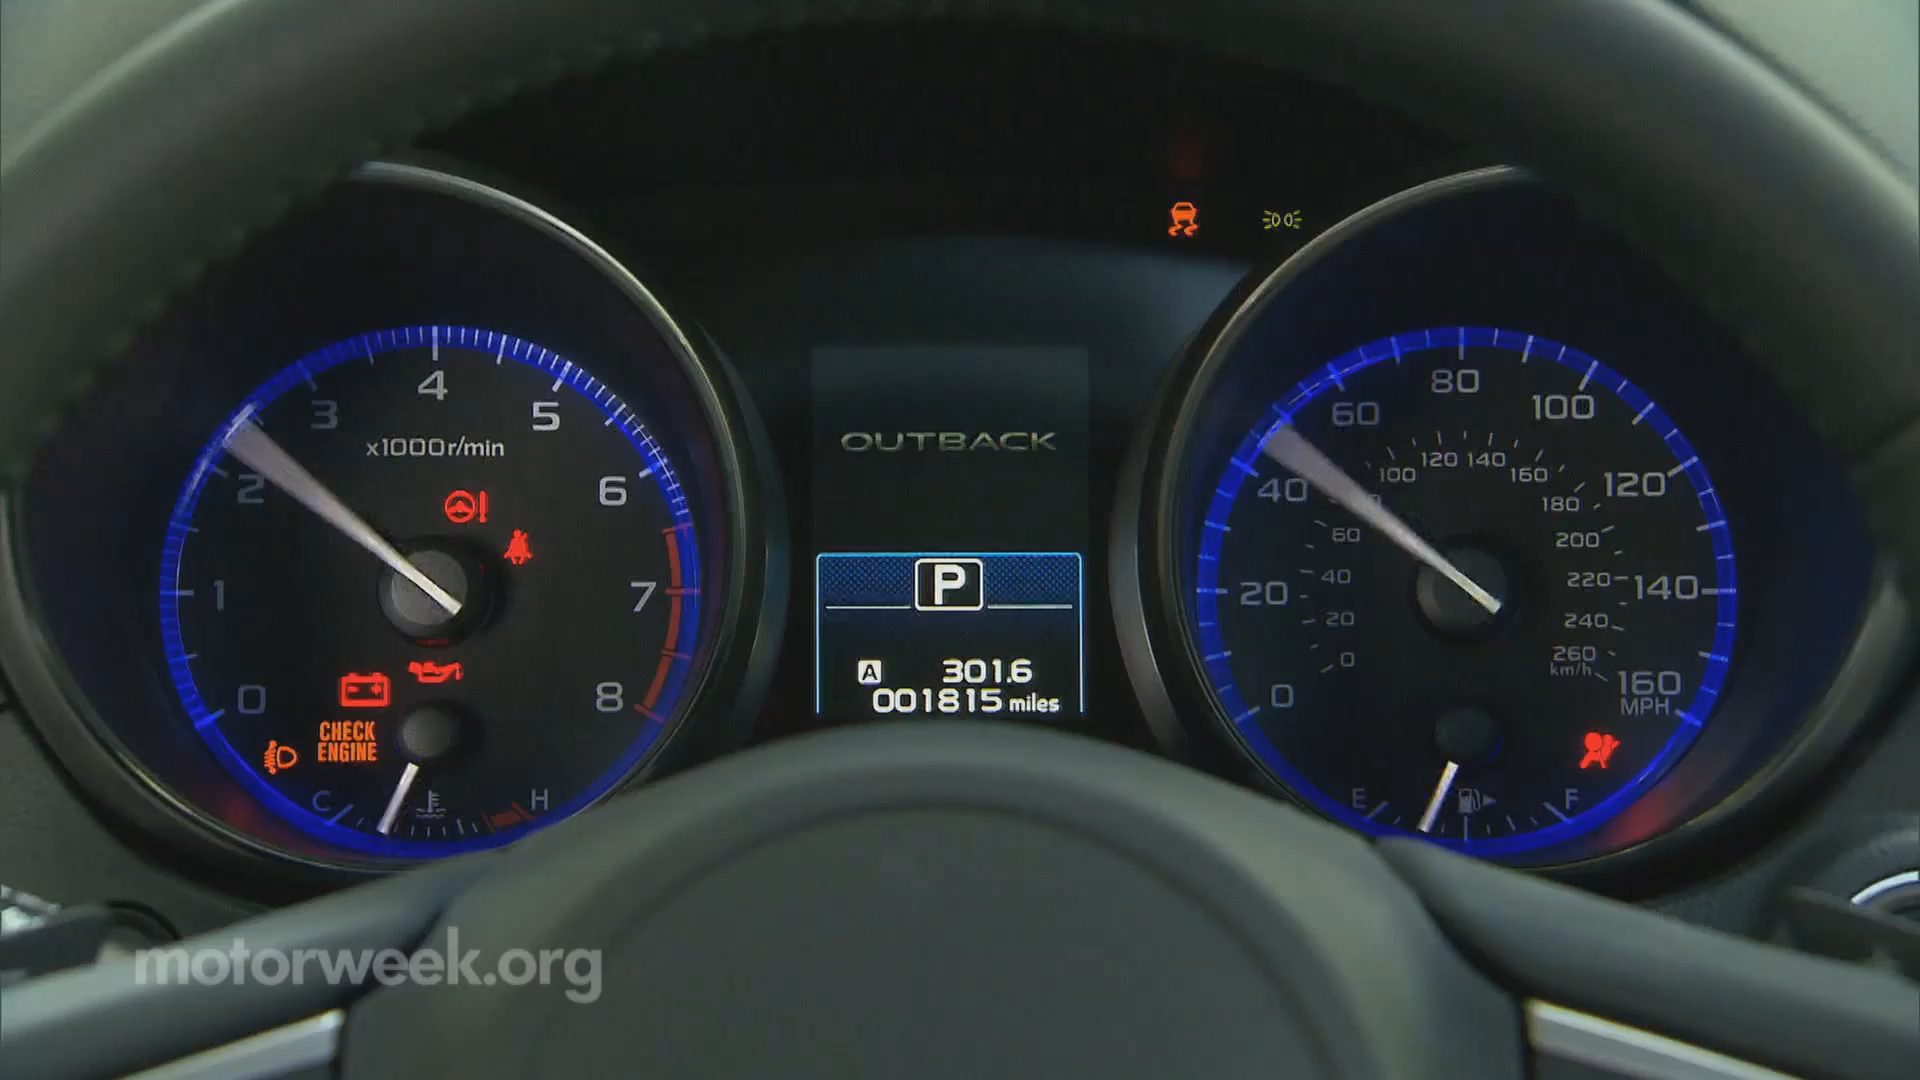 4
3
5
x1000r/min
2
6
1
7
0
8
CHECK
ENGINE
C
H
OUTBACK
P
A 301.6
001815 miles
80
60
100
100 120 140 160
40
120
180
60
200
20
40
220
140
20
240
0
260
km/h
0
160
MPH
E
F
motorweek.org